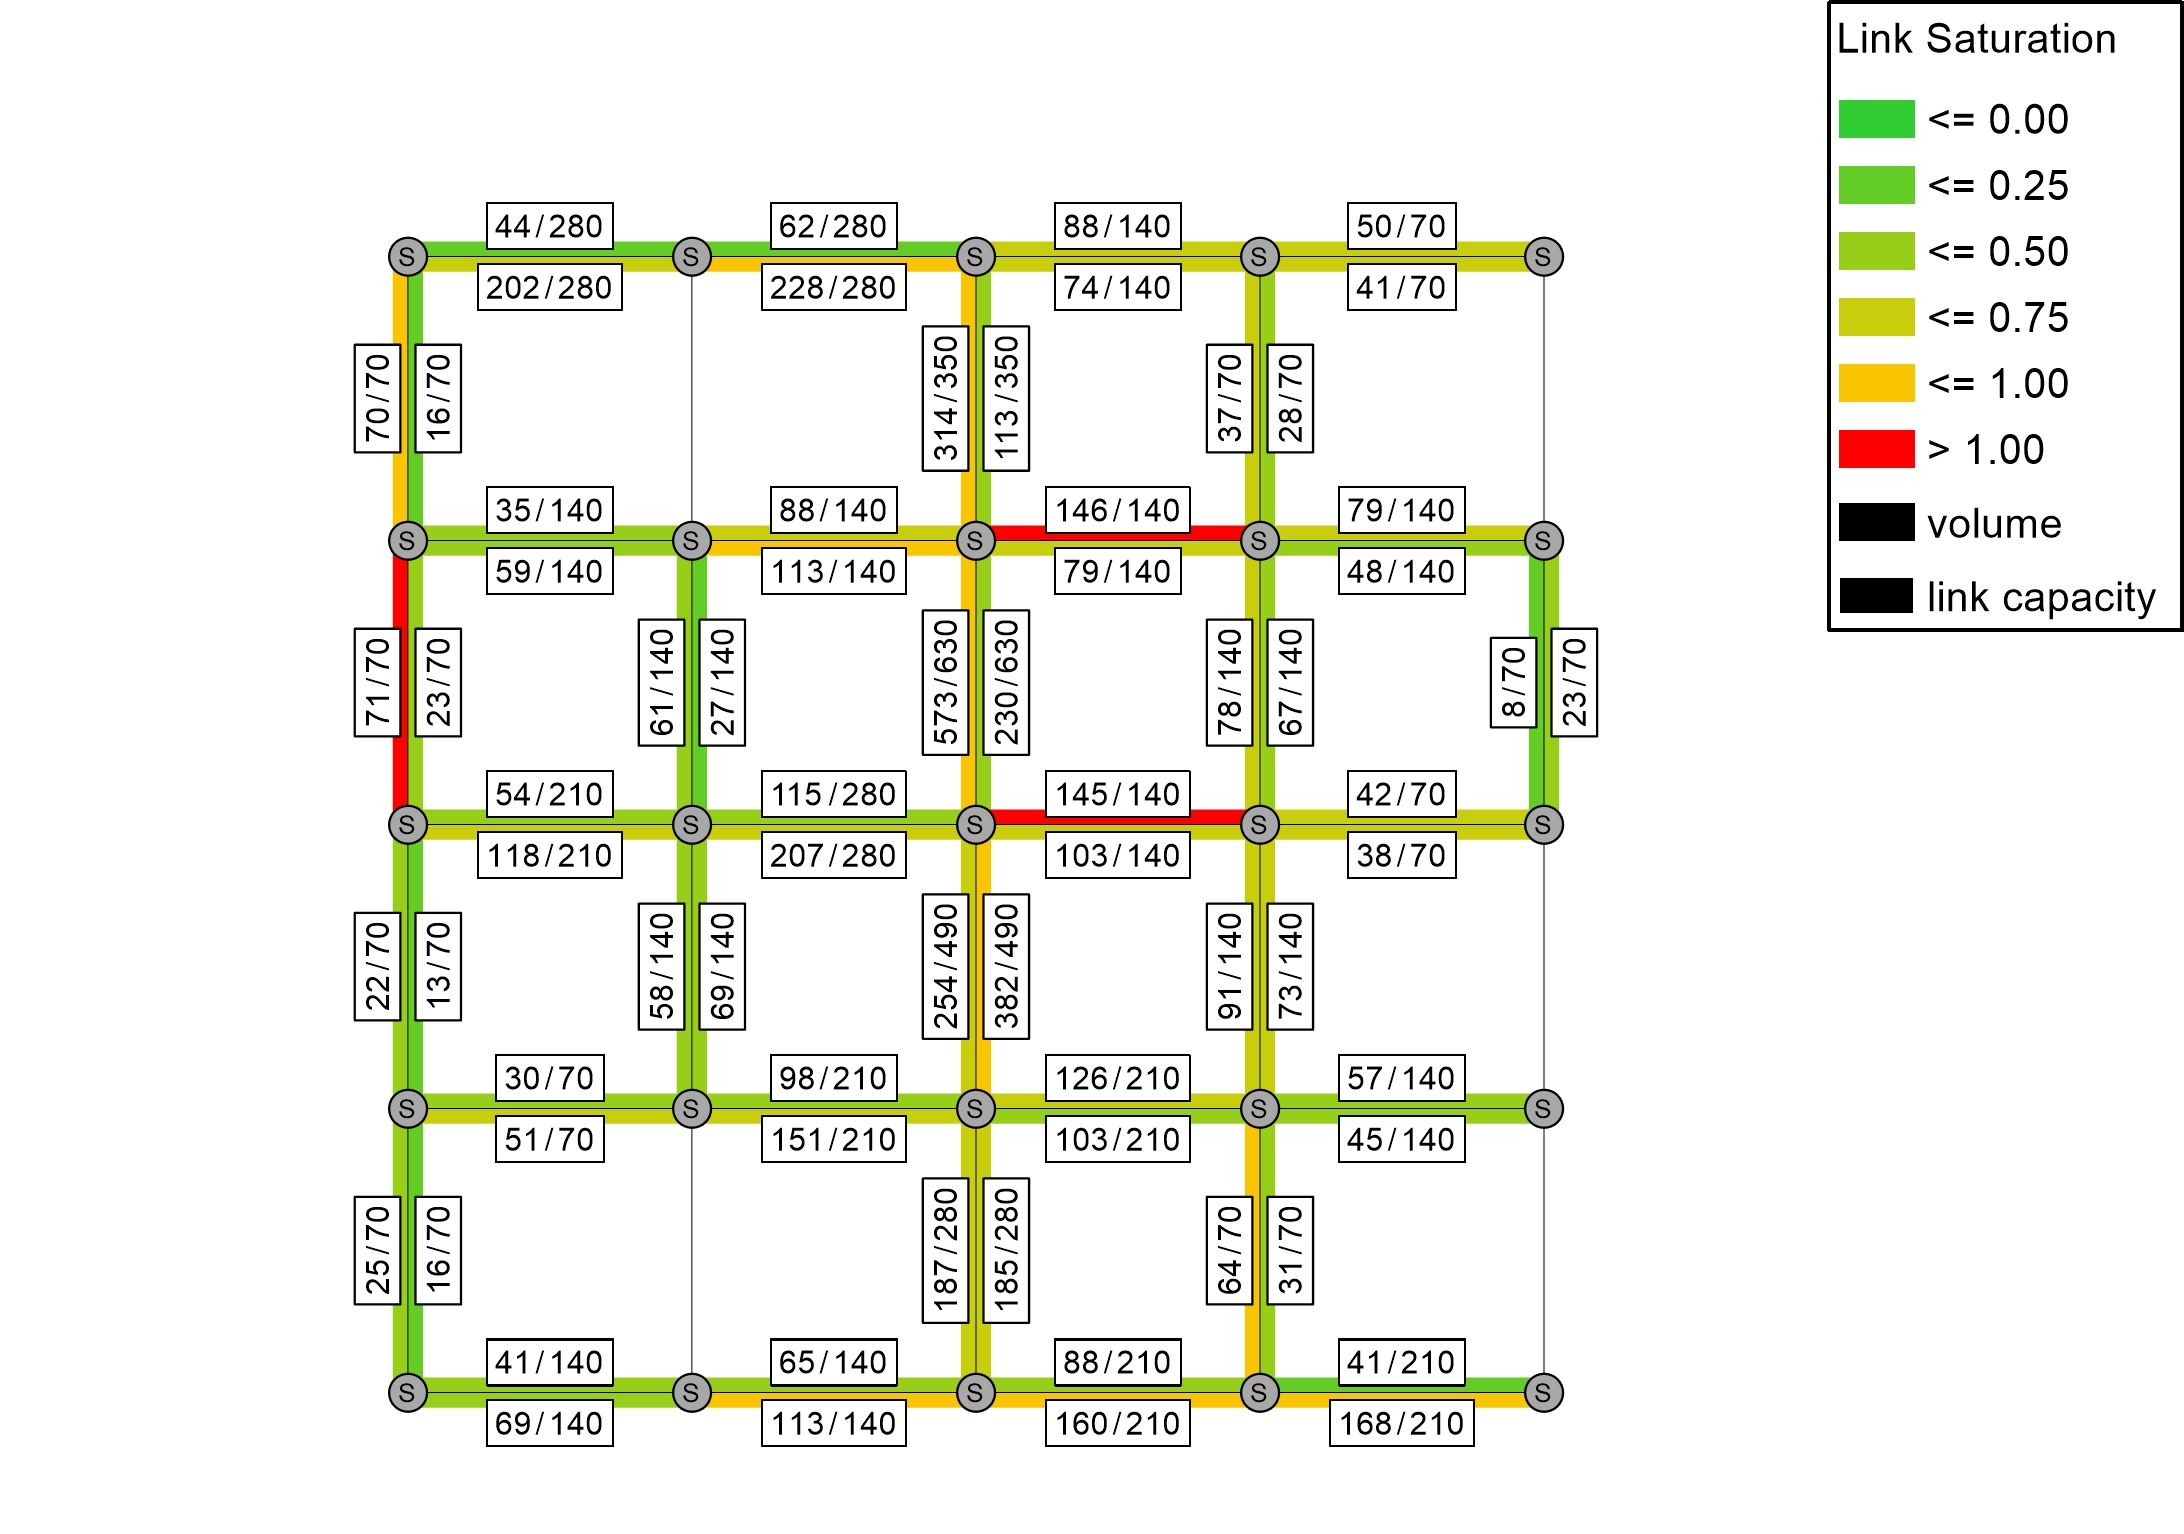 Link Saturation
<= 0.00
<= 0.25
<= 0.50
<= 0.75
<= 1.00
> 1.00
volume
link capacity
44/280 62/280 88/140 50/70
S S S S S
202/280 228/280 74/140 41/70
70/70 16/70 314/350 113/350 37/70 28/70
35/140 88/140 146/140 79/140
S S S S S
59/140 113/140 79/140 48/140
71/70 23/70 61/140 27/140 573/630 230/630 78/140 67/140 8/70 23/70
54/210 115/280 145/140 42/70
S S S S S
118/210 207/280 103/140 38/70
22/70 13/70 58/140 69/140 254/490 382/490 91/140 73/140
30/70 98/210 126/210 57/140
S S S S S
51/70 151/210 103/210 45/140
25/70 16/70 187/280 185/280 64/70 31/70
41/140 65/140 88/210 41/210
S S S S S
69/140 113/140 160/210 168/210